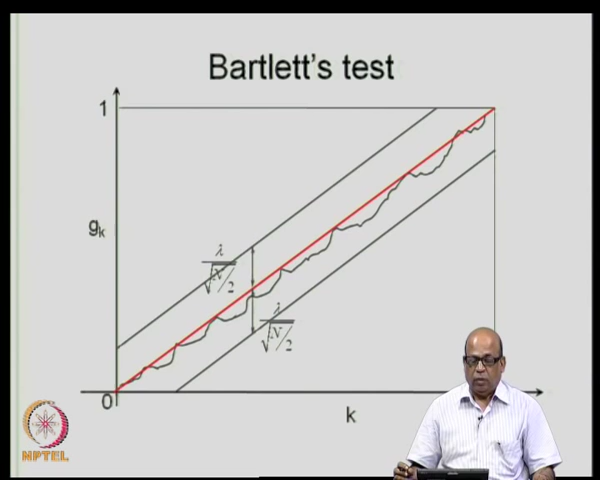 Bartlett's test
1
gk
λ
√N/2
λ
√N/2
0
k
NPTEL